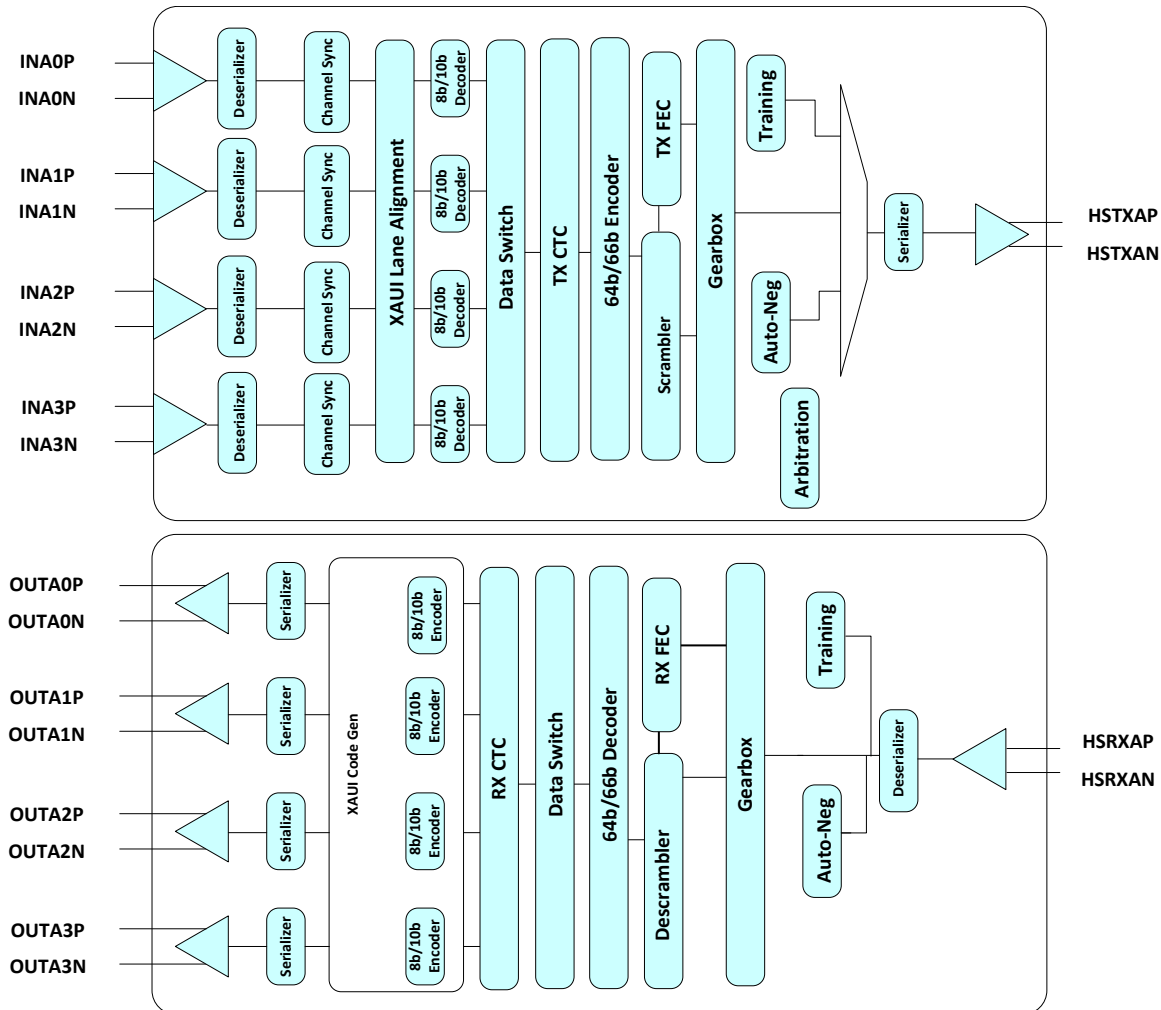 INA0P
INA0N
INA1P
INA1N
INA2P
INA2N
INA3P
INA3N
Deserializer
Deserializer
Deserializer
Deserializer
Channel Sync
Channel Sync
Channel Sync
Channel Sync
XAUI Lane Alignment
8b/10b
Decoder
8b/10b
Decoder
8b/10b
Decoder
8b/10b
Decoder
Data Switch
TX CTC
64b/66b Encoder
TX FEC
Scrambler
Gearbox
Training
Auto-Neg
Arbitration
Serializer
HSTXAP
HSTXAN
OUTA0P
OUTA0N
OUTA1P
OUTA1N
OUTA2P
OUTA2N
OUTA3P
OUTA3N
Serializer
Serializer
Serializer
Serializer
XAUI Code Gen
8b/10b
Encoder
8b/10b
Encoder
8b/10b
Encoder
8b/10b
Encoder
RX CTC
Data Switch
64b/66b Decoder
RX FEC
Descrambler
Gearbox
Training
Auto-Neg
Deserializer
HSRXAP
HSRXAN